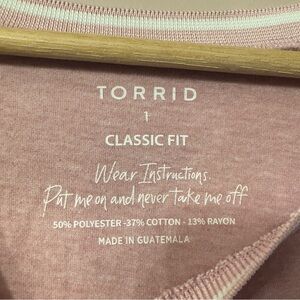 TORRID
1
CLASSIC FIT
Wear Instructions.
Put me on and never take me off
50% POLYESTER -37% COTTON - 13% RAYON
MADE IN GUATEMALA